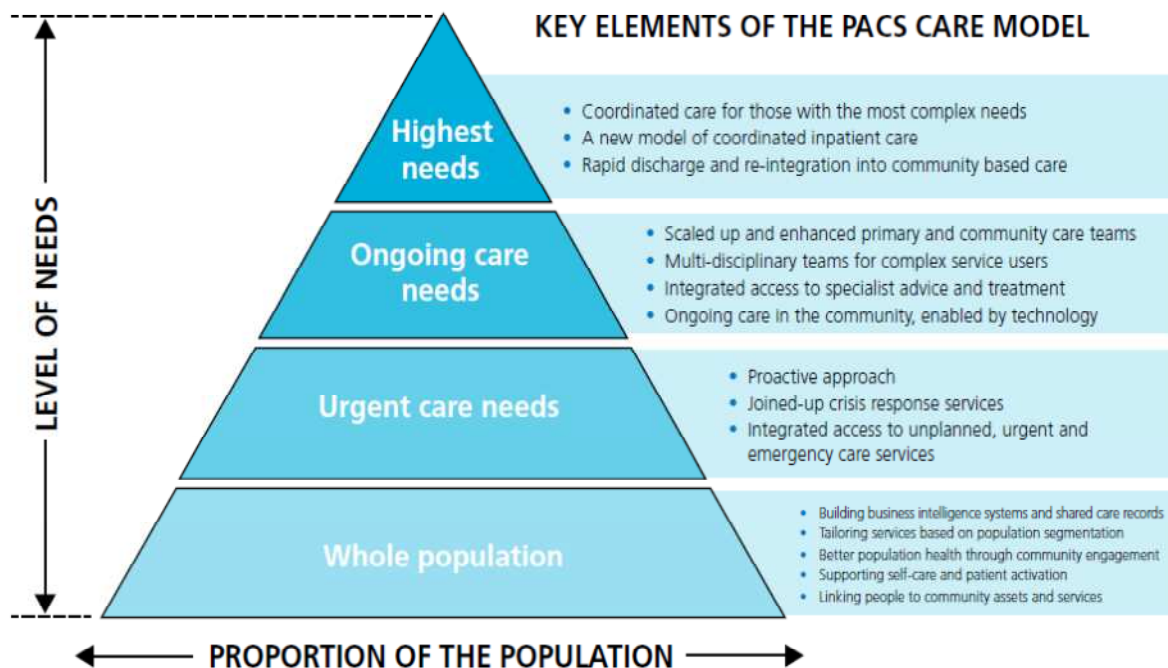 KEY ELEMENTS OF THE PACS CARE MODEL
LEVEL OF NEEDS
Highest
needs
• Coordinated care for those with the most complex needs
• A new model of coordinated inpatient care
• Rapid discharge and re-integration into community based care
Ongoing care
needs
• Scaled up and enhanced primary and community care teams
• Multi-disciplinary teams for complex service users
• Integrated access to specialist advice and treatment
• Ongoing care in the community, enabled by technology
Urgent care needs
• Proactive approach
• Joined-up crisis response services
• Integrated access to unplanned, urgent and
emergency care services
Whole population
• Building business intelligence systems and shared care records
• Tailoring services based on population segmentation
• Better population health through community engagement
• Supporting self-care and patient activation
• Linking people to community assets and services
PROPORTION OF THE POPULATION